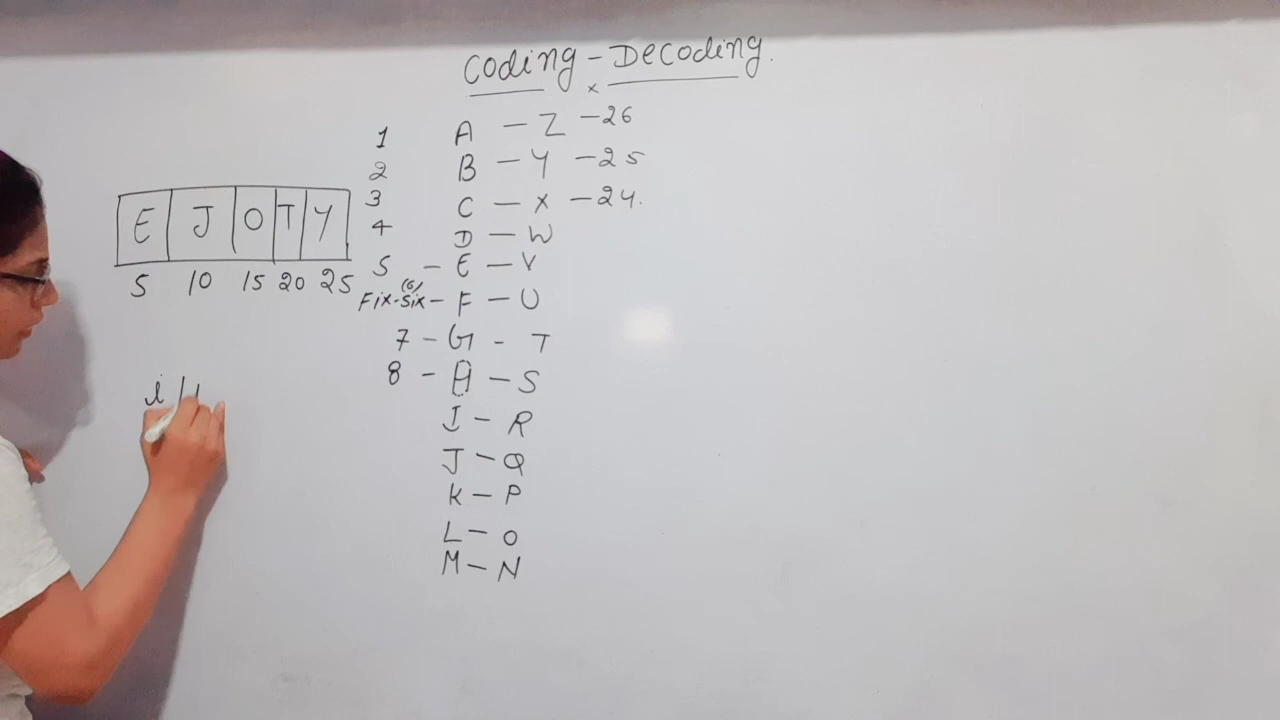 Coding - Decoding.
x
1 A - Z - 26
2 B - Y - 25
3 C - X - 24.
4 D - W
E J O T Y
5 10 15 20 25
5 - E - V
(6)
Fix-Six - F - U
7 - G - T
8 - H - S
I - R
J - Q
K - P
L - O
M - N